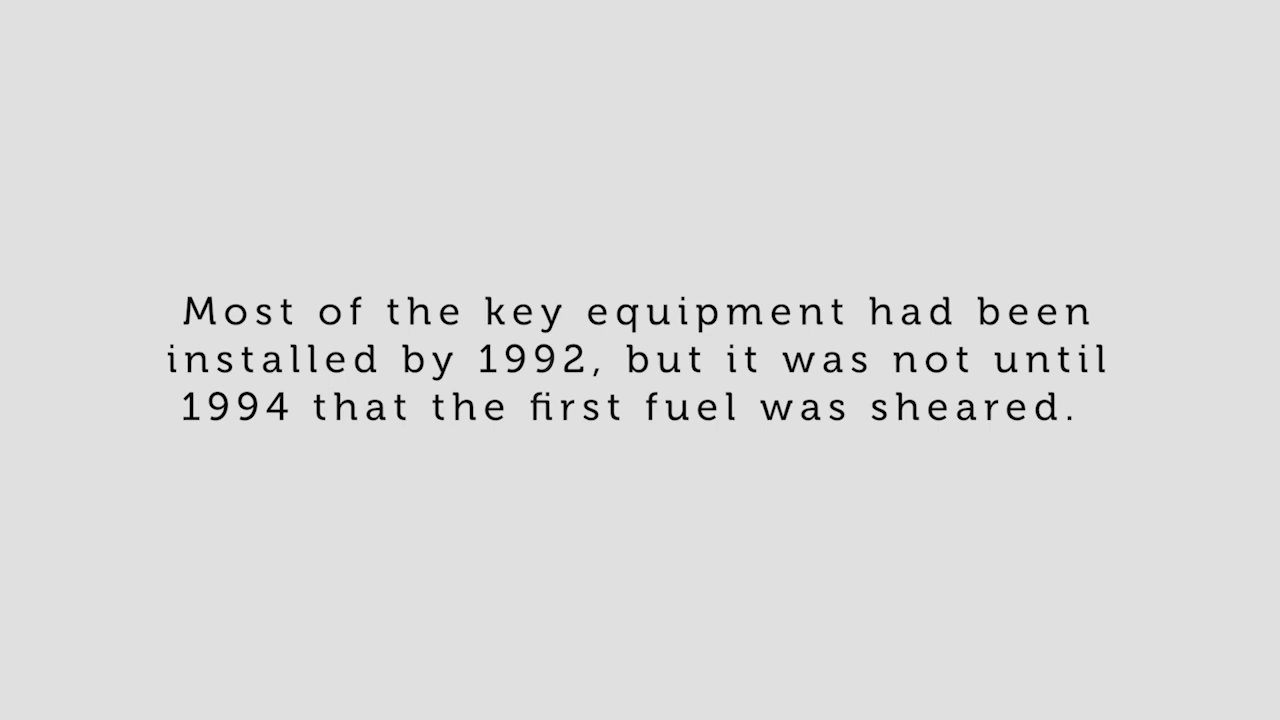 Most of the key equipment had been
installed by 1992, but it was not until
1994 that the first fuel was sheared.